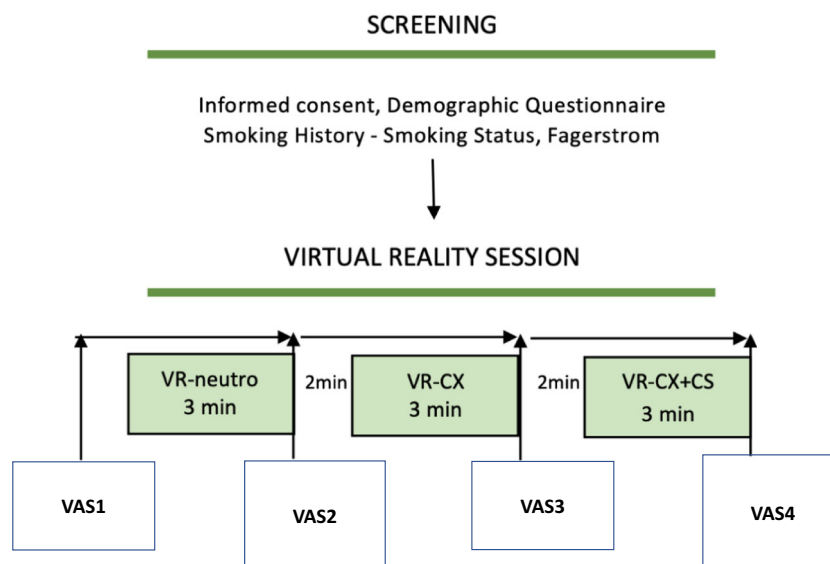 SCREENING
Informed consent, Demographic Questionnaire
Smoking History - Smoking Status, Fagerstrom
VIRTUAL REALITY SESSION
VR-neutro
3 min
2min
VR-CX
3 min
2min
VR-CX+CS
3 min
VAS1
VAS2
VAS3
VAS4